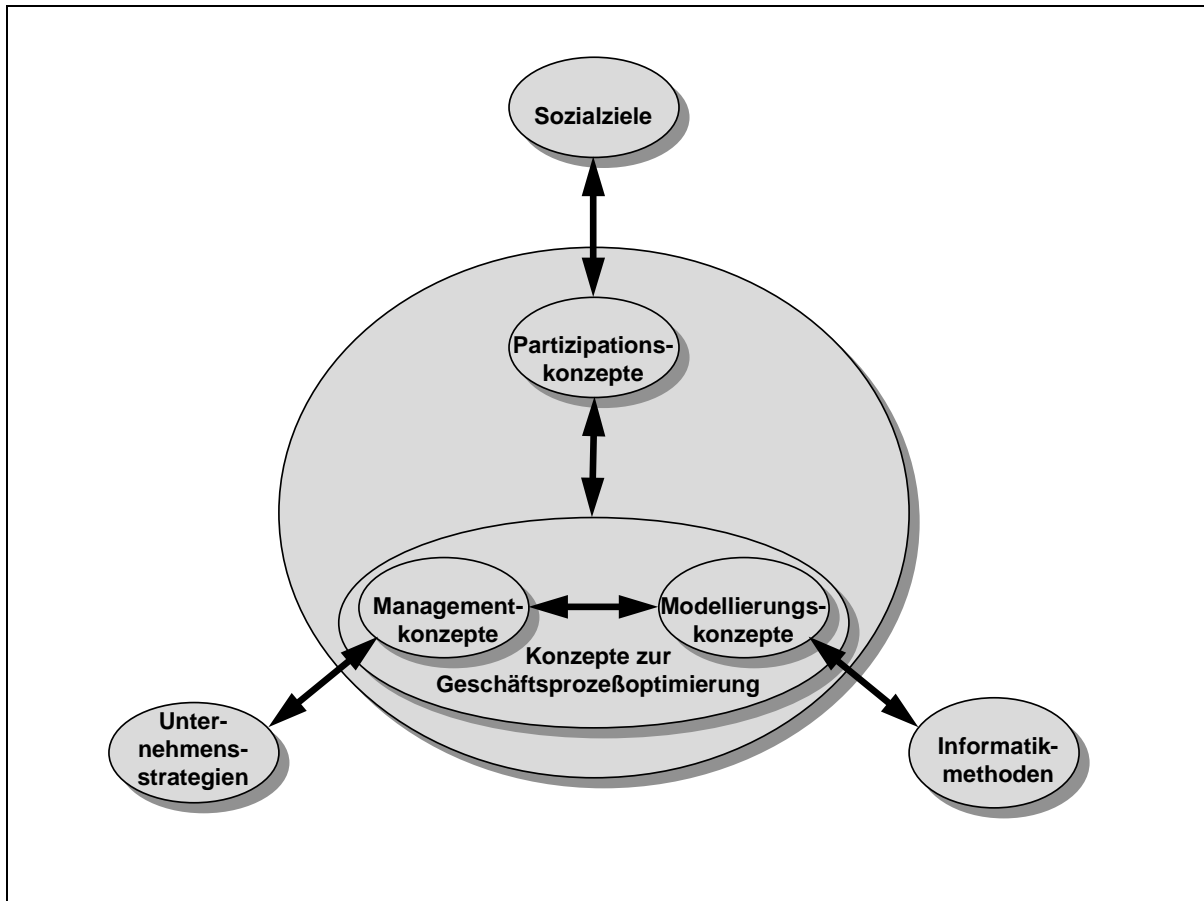 Sozialziele
Partizipations-
konzepte
Management-
konzepte
Modellierungs-
konzepte
Konzepte zur
Geschäftsprozeßoptimierung
Unter-
nehmens-
strategien
Informatik-
methoden